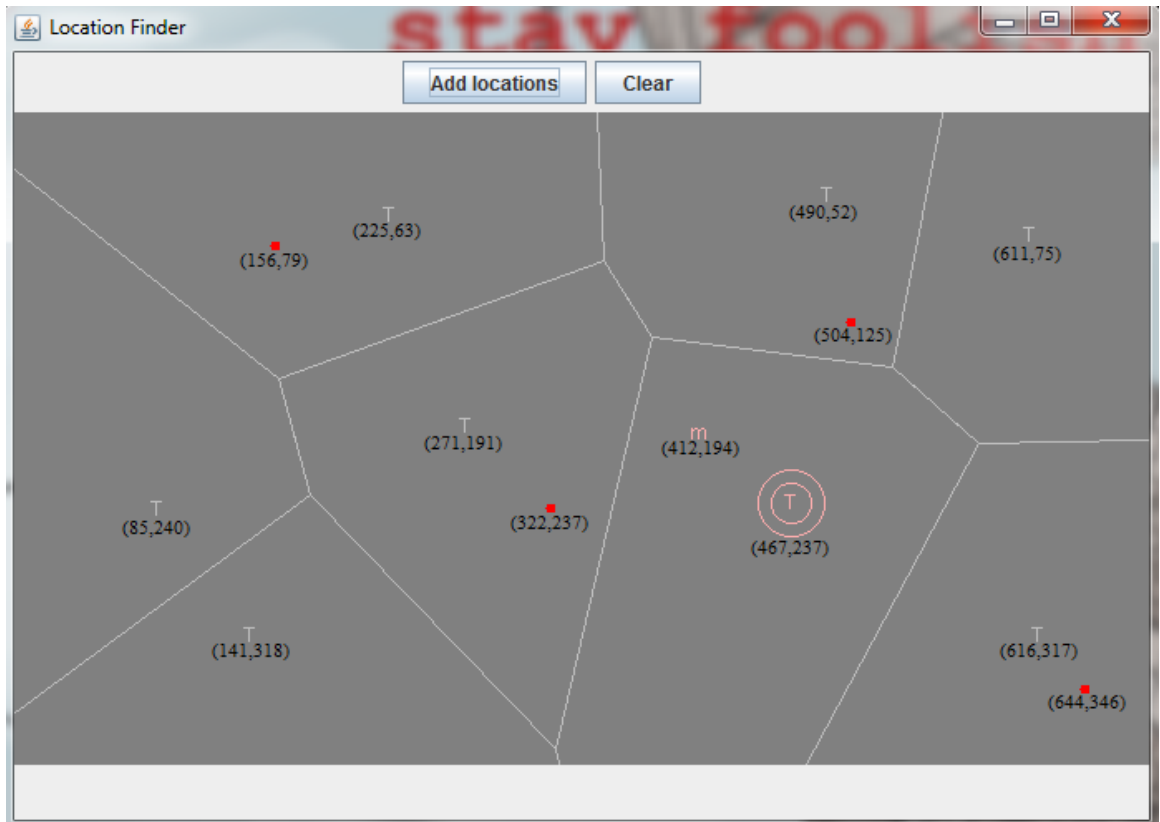 stay foolish
Location Finder
Add locations Clear
T
(490,52)
T
(225,63)
T
(611,75)
(156,79)
(504,125)
T
(271,191)
m
(412,194)
T
(85,240)
(322,237)
T
(467,237)
T
(141,318)
T
(616,317)
(644,346)